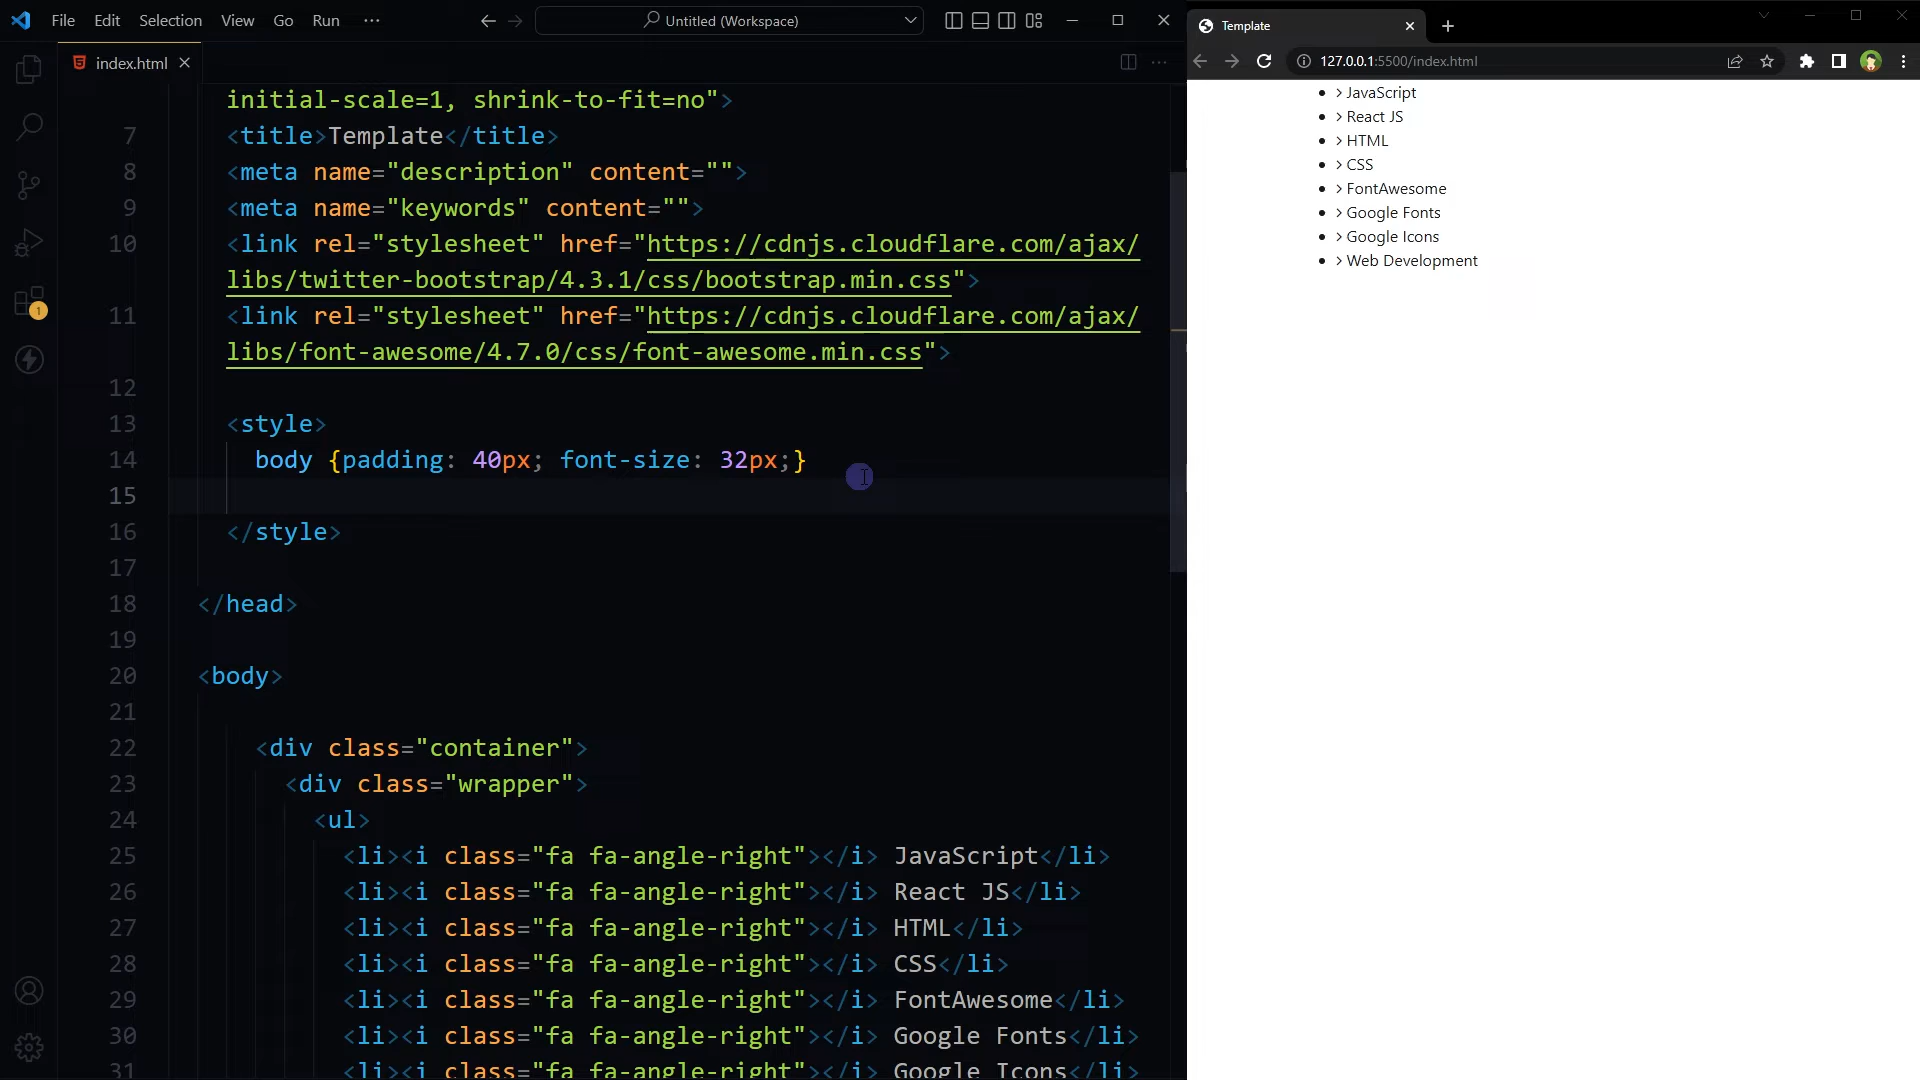 File Edit Selection View Go Run ··· Untitled (Workspace)
index.html
initial-scale=1, shrink-to-fit=no">
7 <title>Template</title>
8 <meta name="description" content="">
9 <meta name="keywords" content="">
10 <link rel="stylesheet" href="https://cdnjs.cloudflare.com/ajax/
libs/twitter-bootstrap/4.3.1/css/bootstrap.min.css">
11 <link rel="stylesheet" href="https://cdnjs.cloudflare.com/ajax/
libs/font-awesome/4.7.0/css/font-awesome.min.css">
12
13 <style>
14 body {padding: 40px; font-size: 32px;}
15
16 </style>
17
18 </head>
19
20 <body>
21
22 <div class="container">
23 <div class="wrapper">
24 <ul>
25 <li><i class="fa fa-angle-right"></i> JavaScript</li>
26 <li><i class="fa fa-angle-right"></i> React JS</li>
27 <li><i class="fa fa-angle-right"></i> HTML</li>
28 <li><i class="fa fa-angle-right"></i> CSS</li>
29 <li><i class="fa fa-angle-right"></i> FontAwesome</li>
30 <li><i class="fa fa-angle-right"></i> Google Fonts</li>
31 <li><i class="fa fa-angle-right"></i> Google Icons</li>
1
Template
127.0.0.1:5500/index.html
• > JavaScript
• > React JS
• > HTML
• > CSS
• > FontAwesome
• > Google Fonts
• > Google Icons
• > Web Development